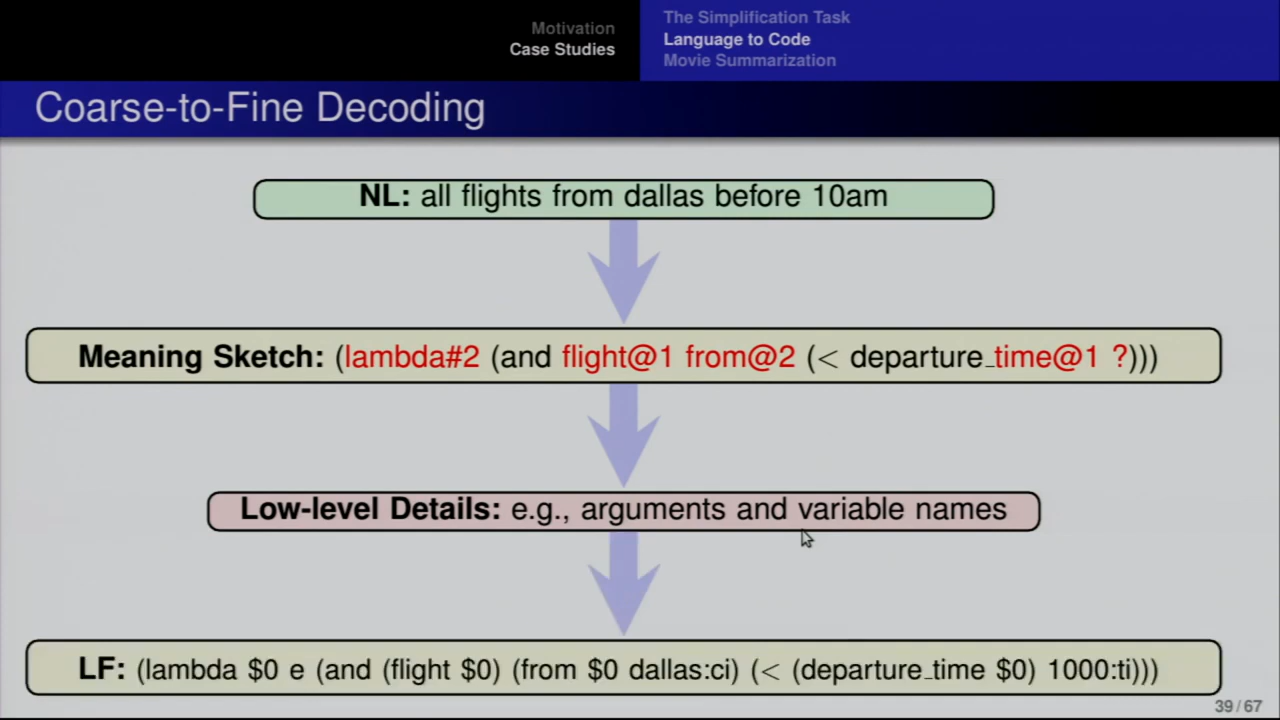 Motivation
Case Studies
The Simplification Task
Language to Code
Movie Summarization
Coarse-to-Fine Decoding
NL: all flights from dallas before 10am
Meaning Sketch: (lambda#2 (and flight@1 from@2 (< departure_time@1 ?)))
Low-level Details: e.g., arguments and variable names
LF: (lambda $0 e (and (flight $0) (from $0 dallas:ci) (< (departure_time $0) 1000:ti)))
39 / 67